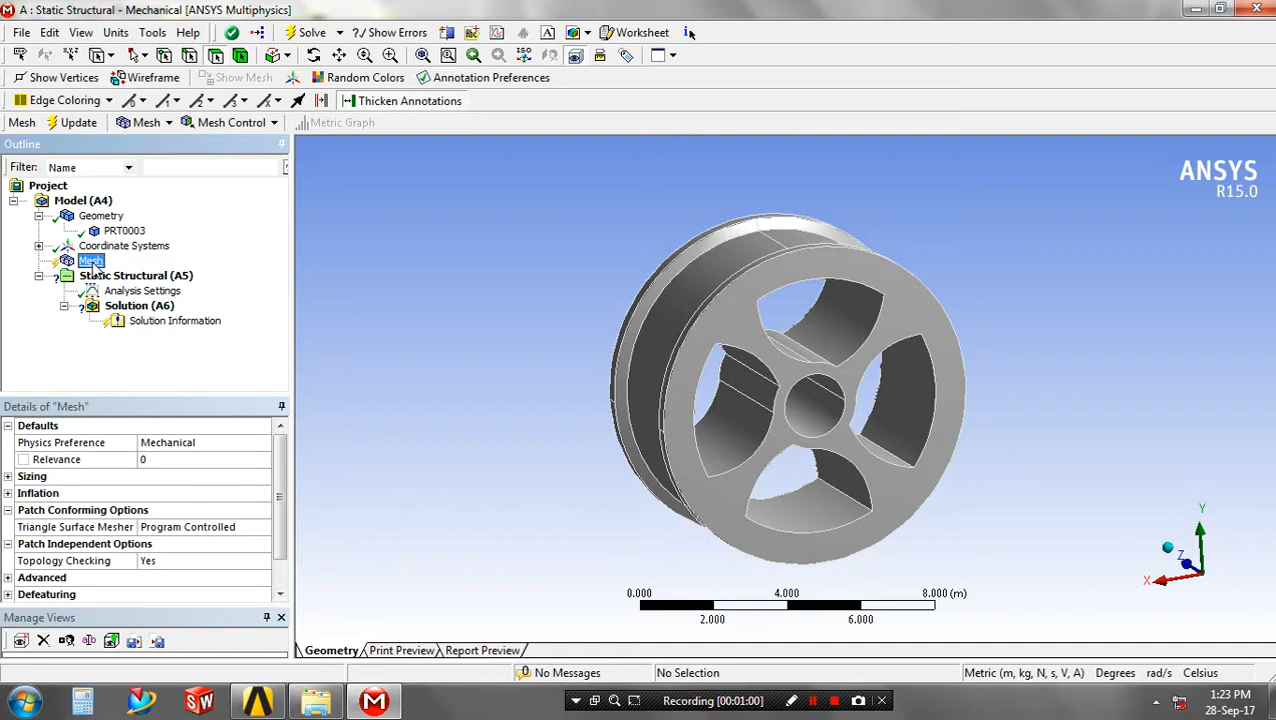 A : Static Structural - Mechanical [ANSYS Multiphysics]
File Edit View Units Tools Help Solne Show Errors Worksheet
Show Vertices Wireframe Show Mesh Random Colors Annotation Preferences
Edge Coloring Thicken Annotations
Mesh Update Mesh Mesh Control Metric Graph
Outline
Filter: Name
Project
Model (A4)
Geometry
PRT0003
Coordinate Systems
Mesh
Static Structural (A5)
Analysis Settings
Solution (A6)
Solution Information
Details of "Mesh"
Defaults
Physics Preference Mechanical
Relevance 0
Sizing
Inflation
Patch Conforming Options
Triangle Surface Mesher Program Controlled
Patch Independent Options
Topology Checking Yes
Advanced
Defeaturing
Manage Views
ANSYS
R15.0
Y
Z
X
0.000 4.000 8.000 (m)
2.000 6.000
Geometry Print Preview Report Preview
No Messages No Selection Metric (m, kg, N, s, V, A) Degrees rad/s Celsius
Recording [00:01:00]
1:23 PM
28-Sep-17